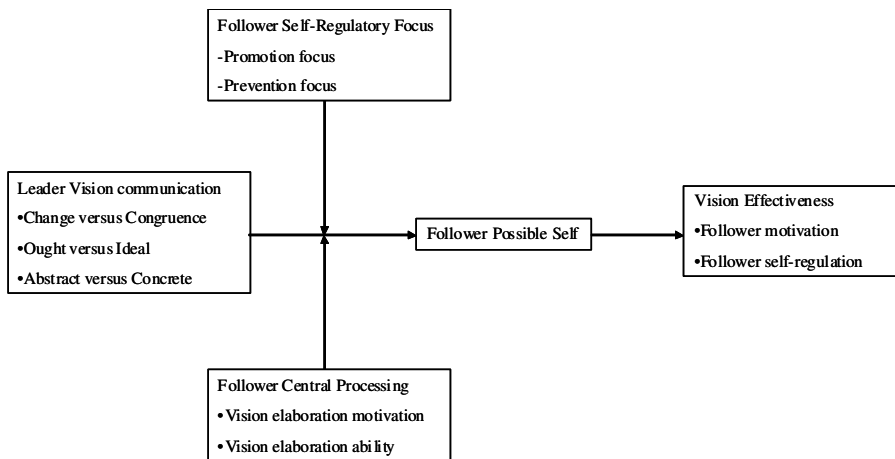 Follower Self-Regulatory Focus
-Promotion focus
-Prevention focus
Leader Vision communication
•Change versus Congruence
•Ought versus Ideal
•Abstract versus Concrete
Follower Possible Self
Vision Effectiveness
•Follower motivation
•Follower self-regulation
Follower Central Processing
•Vision elaboration motivation
•Vision elaboration ability